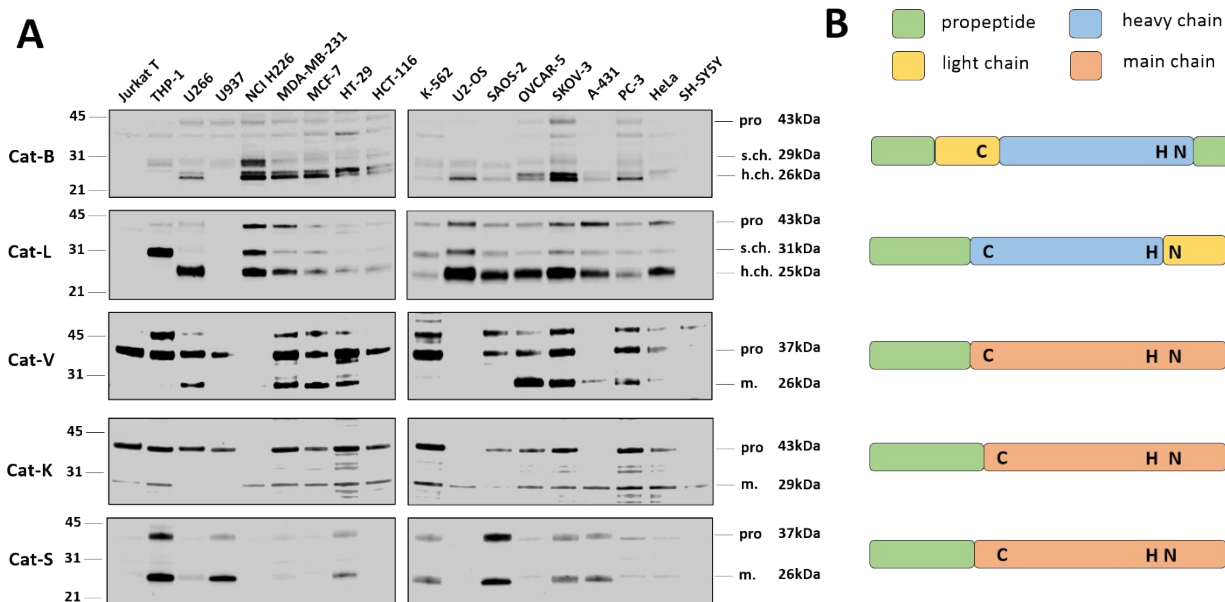 A
Jurkat T THP-1 U266 U937 NCI H226 MDA-MB-231 MCF-7 HT-29 HCT-116 K-562 U2-OS SAOS-2 OVCAR-5 SKOV-3 A-431 PC-3 HeLa SH-SY5Y
Cat-B
45
31
21
pro 43kDa
s.ch. 29kDa
h.ch. 26kDa
Cat-L
45
31
21
pro 43kDa
s.ch. 31kDa
h.ch. 25kDa
Cat-V
45
31
pro 37kDa
m. 26kDa
Cat-K
45
31
pro 43kDa
m. 29kDa
Cat-S
45
31
21
pro 37kDa
m. 26kDa
B
propeptide heavy chain
light chain main chain
C H N
C H N
C H N
C H N
C H N